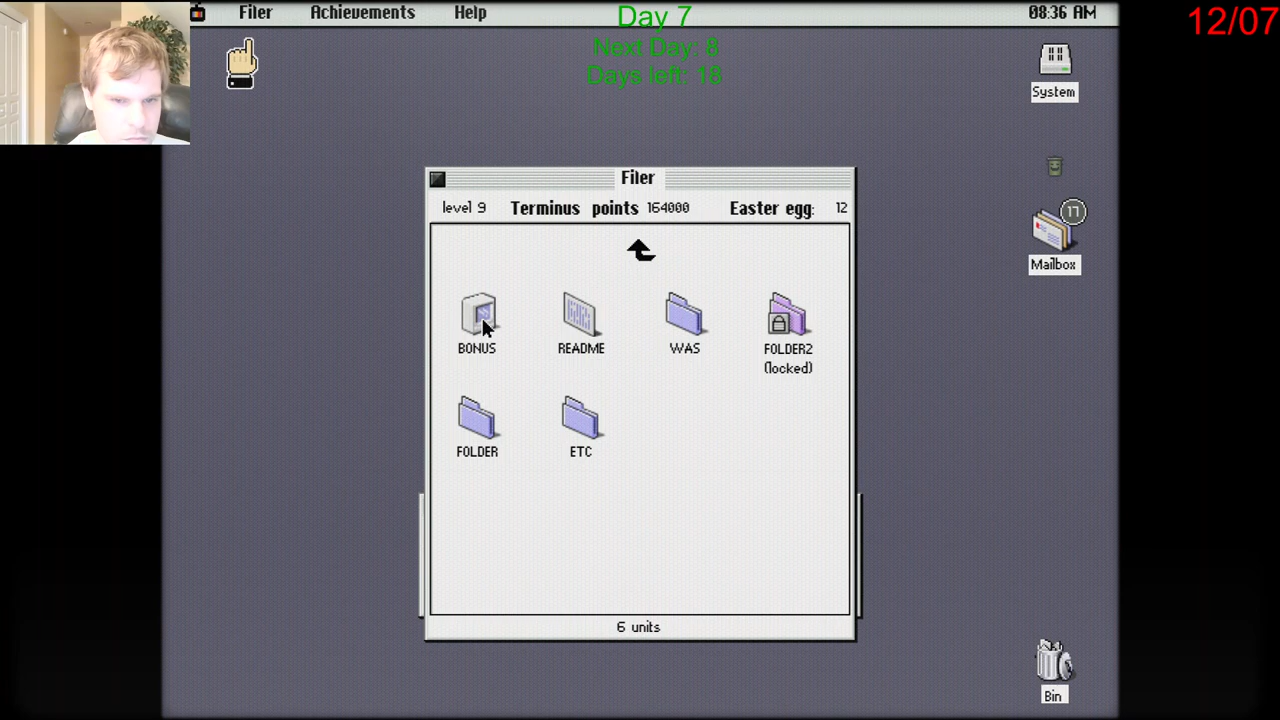 Filer Achievements Help
Day 7
08:36 AM
12/07
Next Day: 8
Days left: 18
System
17
Mailbox
Filer
level 9 Terminus points 164000 Easter egg: 12
BONUS README WAS FOLDER2
(locked)
FOLDER ETC
6 units
Bin